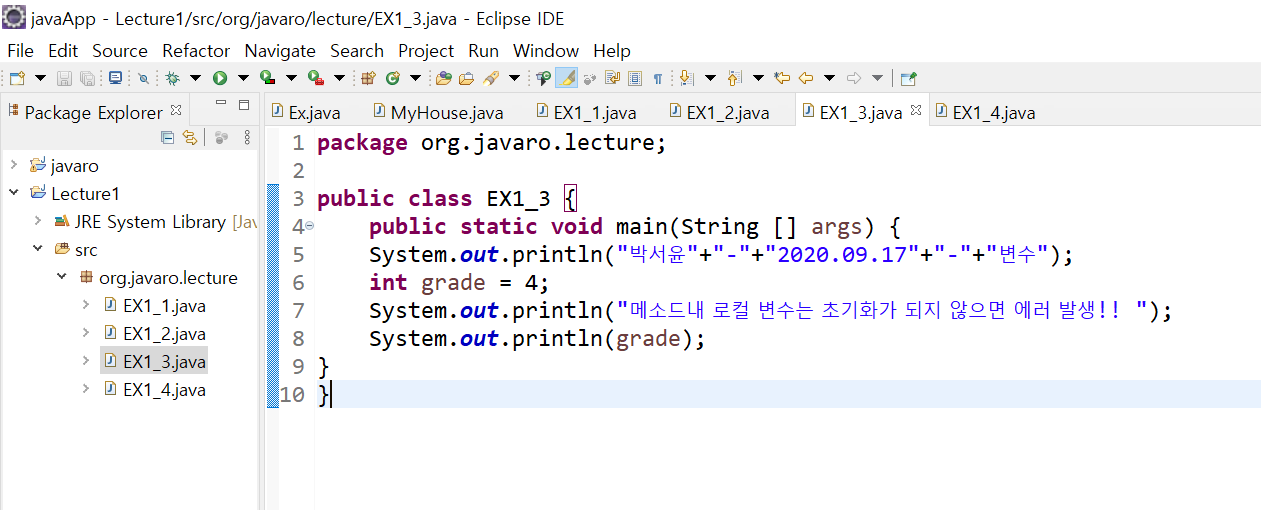 javaApp - Lecture1/src/org/javaro/lecture/EX1_3.java - Eclipse IDE
File Edit Source Refactor Navigate Search Project Run Window Help
Package Explorer
Ex.java MyHouse.java EX1_1.java EX1_2.java EX1_3.java EX1_4.java
javaro
Lecture1
JRE System Library [Jav
src
org.javaro.lecture
EX1_1.java
EX1_2.java
EX1_3.java
EX1_4.java
1 package org.javaro.lecture;
2
3 public class EX1_3 {
4 public static void main(String [] args) {
5 System.out.println("박서윤"+"-"+"2020.09.17"+"-"+"변수");
6 int grade = 4;
7 System.out.println("메소드내 로컬 변수는 초기화가 되지 않으면 에러 발생!! ");
8 System.out.println(grade);
9 }
10 }